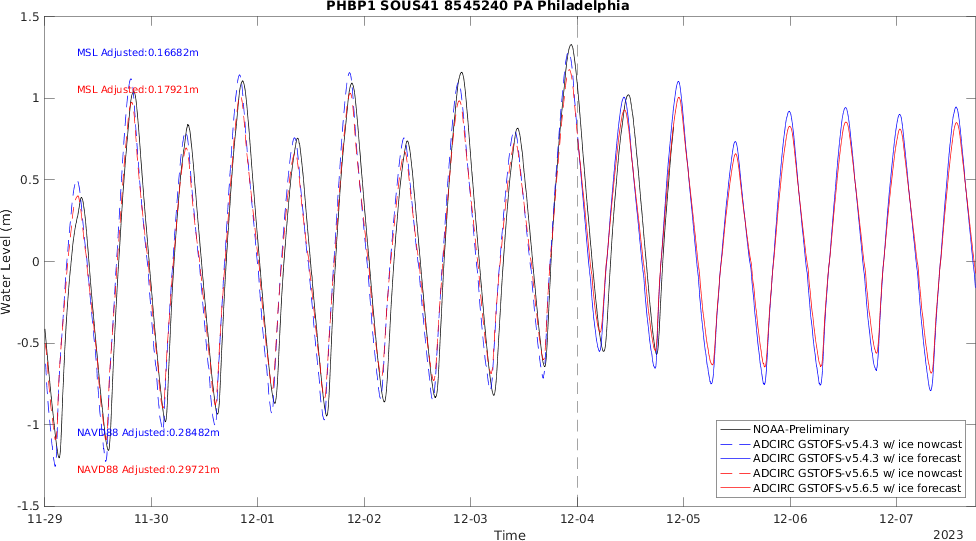 PHBP1 SOUS41 8545240 PA Philadelphia
1.5
1
0.5
0
-0.5
-1
-1.5
Water Level (m)
MSL Adjusted:0.16682m
MSL Adjusted:0.17921m
NAVD88 Adjusted:0.28482m
NAVD88 Adjusted:0.29721m
NOAA-Preliminary
ADCIRC GSTOFS-v5.4.3 w/ ice nowcast
ADCIRC GSTOFS-v5.4.3 w/ ice forecast
ADCIRC GSTOFS-v5.6.5 w/ ice nowcast
ADCIRC GSTOFS-v5.6.5 w/ ice forecast
11-29 11-30 12-01 12-02 12-03 12-04 12-05 12-06 12-07
Time
2023